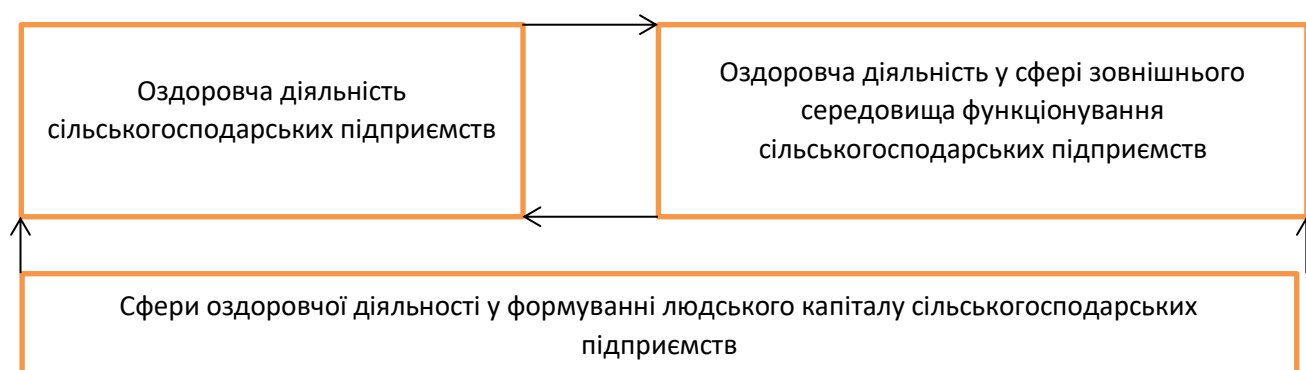 Оздоровча діяльність
сільськогосподарських підприємств
Оздоровча діяльність у сфері зовнішнього
середовища функціонування
сільськогосподарських підприємств
Сфери оздоровчої діяльності у формуванні людського капіталу сільськогосподарських
підприємств